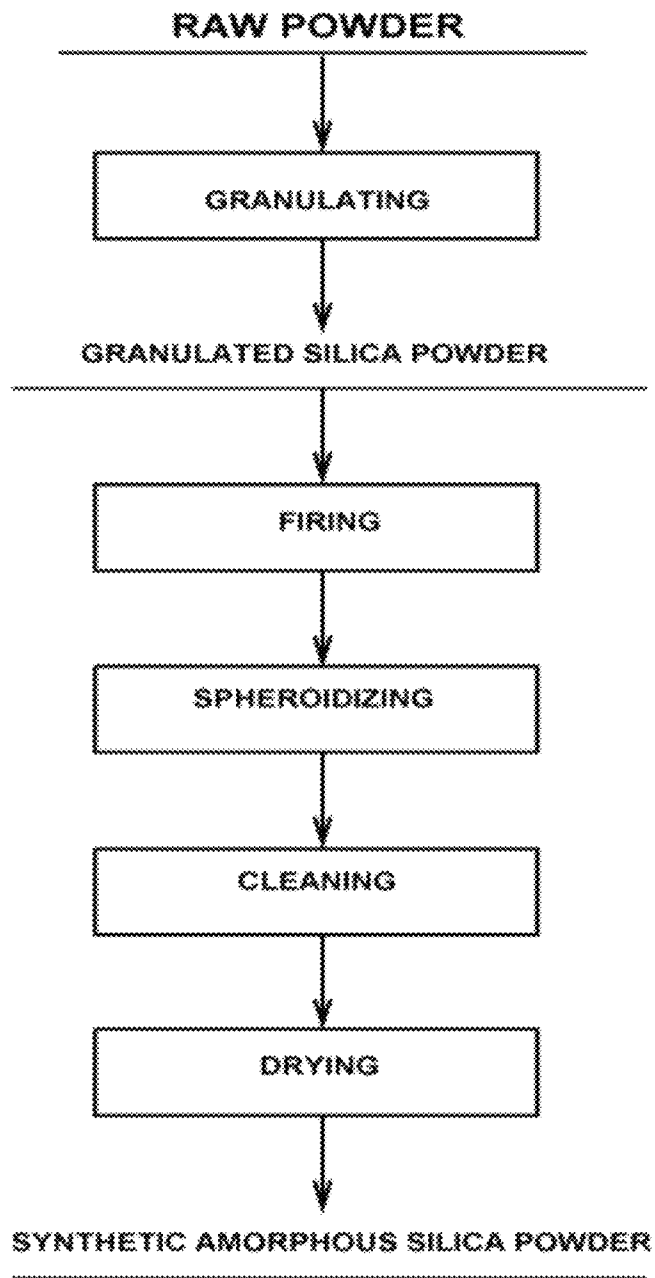 RAW POWDER
GRANULATING
GRANULATED SILICA POWDER
FIRING
SPHEROIDIZING
CLEANING
DRYING
SYNTHETIC AMORPHOUS SILICA POWDER